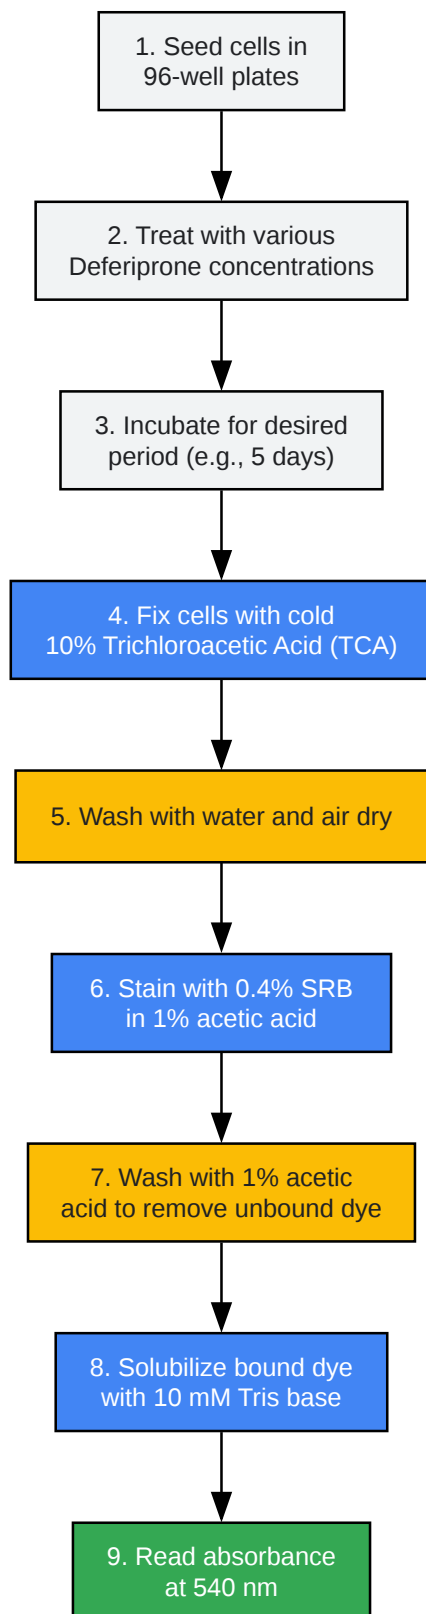 1. Seed cells in
96-well plates
2. Treat with various
Deferiprone concentrations
3. Incubate for desired
period (e.g., 5 days)
4. Fix cells with cold
10% Trichloroacetic Acid (TCA)
5. Wash with water and air dry
6. Stain with 0.4% SRB
in 1% acetic acid
7. Wash with 1% acetic
acid to remove unbound dye
8. Solubilize bound dye
with 10 mM Tris base
9. Read absorbance
at 540 nm